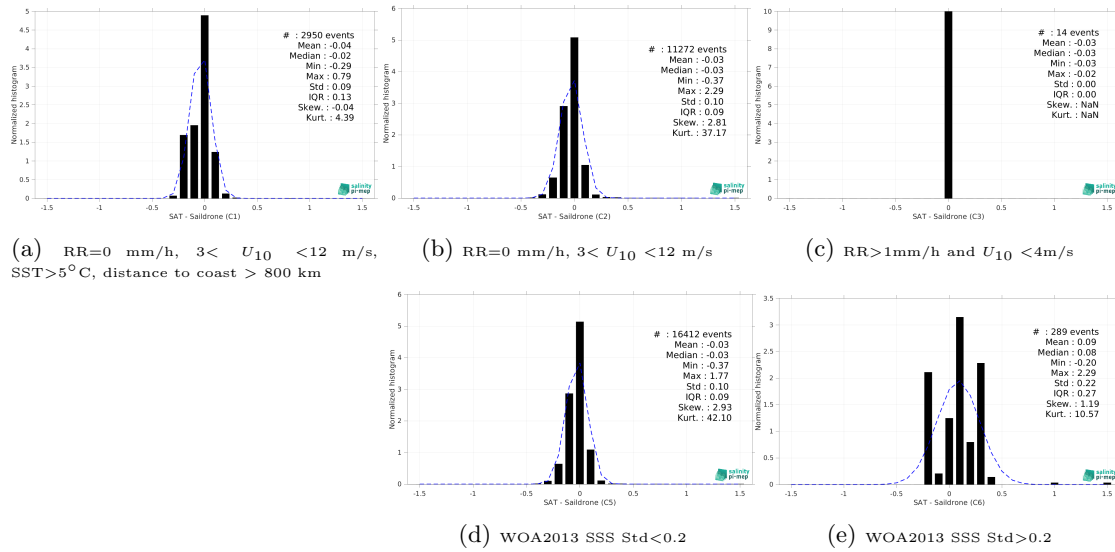 5
4.5
4
3.5
3
2.5
2
1.5
1
0.5
0
Normalized histogram
# : 2950 events
Mean : -0.04
Median : -0.02
Min : -0.29
Max : 0.79
Std : 0.09
IQR : 0.13
Skew. : -0.04
Kurt. : 4.39
salinity
pi-mep
-1.5 -1 -0.5 0 0.5 1 1.5
SAT - Saildrone (C1)
(a) RR=0 mm/h, 3< U10 <12 m/s,
SST>5°C, distance to coast > 800 km
6
5
4
3
2
1
0
Normalized histogram
# : 11272 events
Mean : -0.03
Median : -0.03
Min : -0.37
Max : 2.29
Std : 0.10
IQR : 0.09
Skew. : 2.81
Kurt. : 37.17
salinity
pi-mep
-1.5 -1 -0.5 0 0.5 1 1.5
SAT - Saildrone (C2)
(b) RR=0 mm/h, 3< U10 <12 m/s
10
9
8
7
6
5
4
3
2
1
0
Normalized histogram
# : 14 events
Mean : -0.03
Median : -0.03
Min : -0.03
Max : -0.02
Std : 0.00
IQR : 0.00
Skew. : NaN
Kurt. : NaN
salinity
pi-mep
-1.5 -1 -0.5 0 0.5 1 1.5
SAT - Saildrone (C3)
(c) RR>1mm/h and U10 <4m/s
6
5
4
3
2
1
0
Normalized histogram
# : 16412 events
Mean : -0.03
Median : -0.03
Min : -0.37
Max : 1.77
Std : 0.10
IQR : 0.09
Skew. : 2.93
Kurt. : 42.10
salinity
pi-mep
-1.5 -1 -0.5 0 0.5 1 1.5
SAT - Saildrone (C5)
(d) WOA2013 SSS Std<0.2
3.5
3
2.5
2
1.5
1
0.5
0
Normalized histogram
# : 289 events
Mean : 0.09
Median : 0.08
Min : -0.20
Max : 2.29
Std : 0.22
IQR : 0.27
Skew. : 1.19
Kurt. : 10.57
salinity
pi-mep
-1.5 -1 -0.5 0 0.5 1 1.5
SAT - Saildrone (C6)
(e) WOA2013 SSS Std>0.2